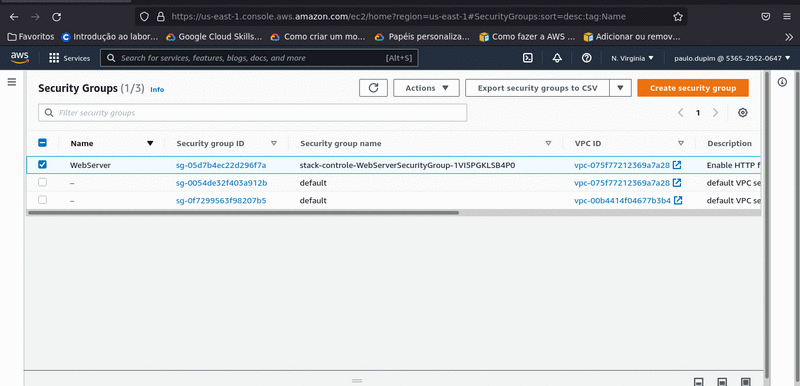 https://us-east-1.console.aws.amazon.com/ec2/home?region=us-east-1#SecurityGroups:sort=desc:tag:Name
Favoritos Introdução ao labor... Google Cloud Skills... Como criar um mo... Papéis personaliza... Como fazer a AWS ... Adicionar ou remov...
aws Services Search for services, features, blogs, docs, and more [Alt+S] N. Virginia paulo.dupim @ 5365-2952-0647
Security Groups (1/3) Info Actions Export security groups to CSV Create security group
Filter security groups 1
Name Security group ID Security group name VPC ID Description
WebServer sg-05d7b4ec22d296f7a stack-controle-WebServerSecurityGroup-1VI5PGKLSB4P0 vpc-075f77212369a7a28 Enable HTTP f
– sg-0054de32f403a912b default vpc-075f77212369a7a28 default VPC se
– sg-0f7299563f98207b5 default vpc-00b4414f04677b3b4 default VPC se